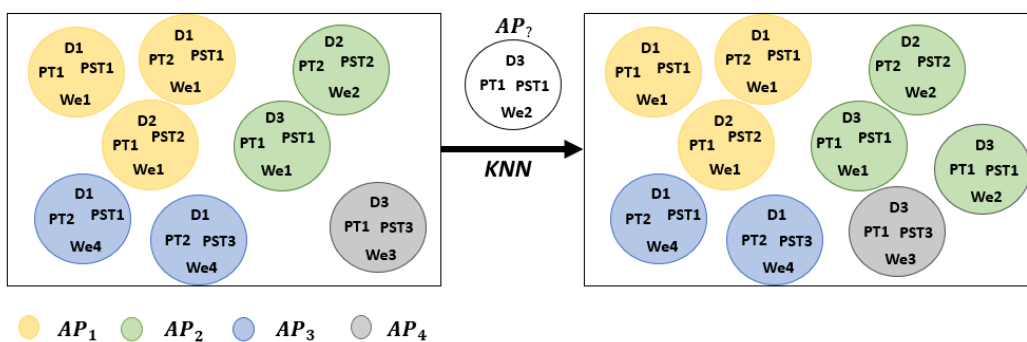 D1
PT1 PST1
We1
D1
PT2 PST1
We1
D2
PT2 PST2
We2
D2
PT1 PST2
We1
D3
PT1 PST1
We1
D1
PT2 PST1
We4
D1
PT2 PST3
We4
D3
PT1 PST3
We3
AP?
D3
PT1 PST1
We2
KNN
D1
PT1 PST1
We1
D1
PT2 PST1
We1
D2
PT2 PST2
We2
D2
PT1 PST2
We1
D3
PT1 PST1
We1
D3
PT1 PST1
We2
D1
PT2 PST1
We4
D1
PT2 PST3
We4
D3
PT1 PST3
We3
AP1 AP2 AP3 AP4